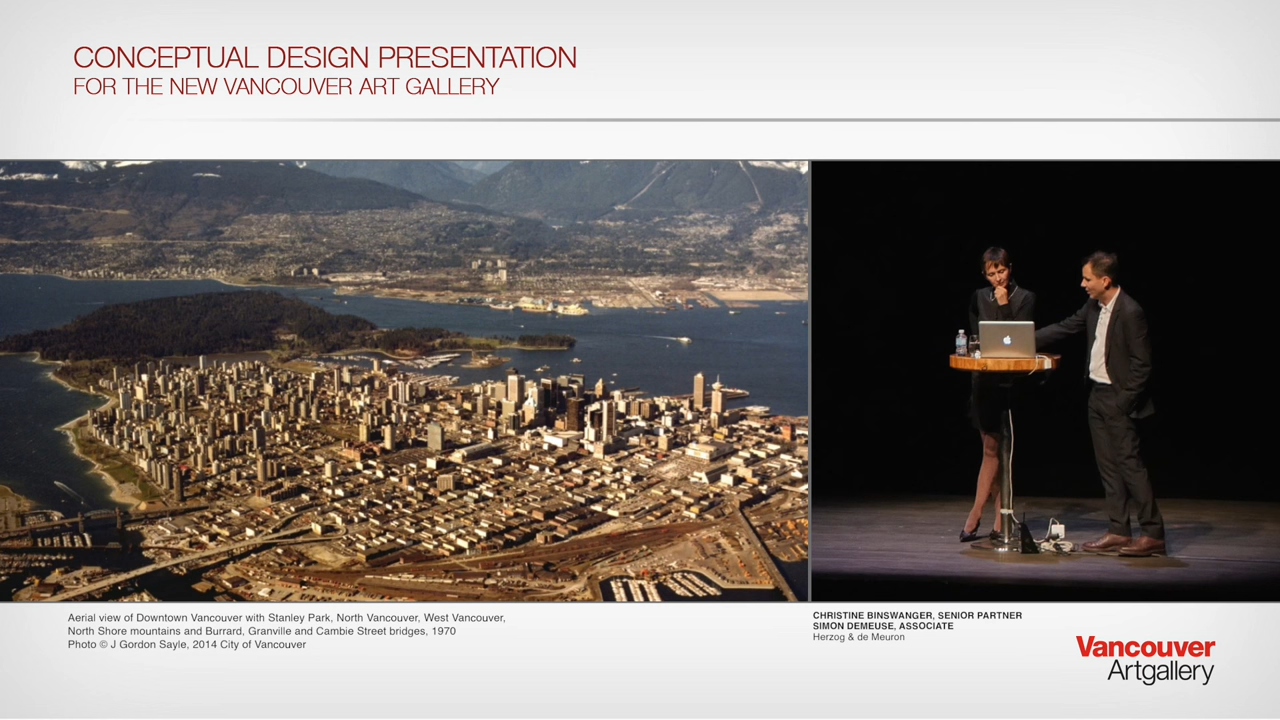 CONCEPTUAL DESIGN PRESENTATION
FOR THE NEW VANCOUVER ART GALLERY
Aerial view of Downtown Vancouver with Stanley Park, North Vancouver, West Vancouver,
North Shore mountains and Burrard, Granville and Cambie Street bridges, 1970
Photo © J Gordon Sayle, 2014 City of Vancouver
CHRISTINE BINSWANGER, SENIOR PARTNER
SIMON DEMEUSE, ASSOCIATE
Herzog & de Meuron
Vancouver
Artgallery